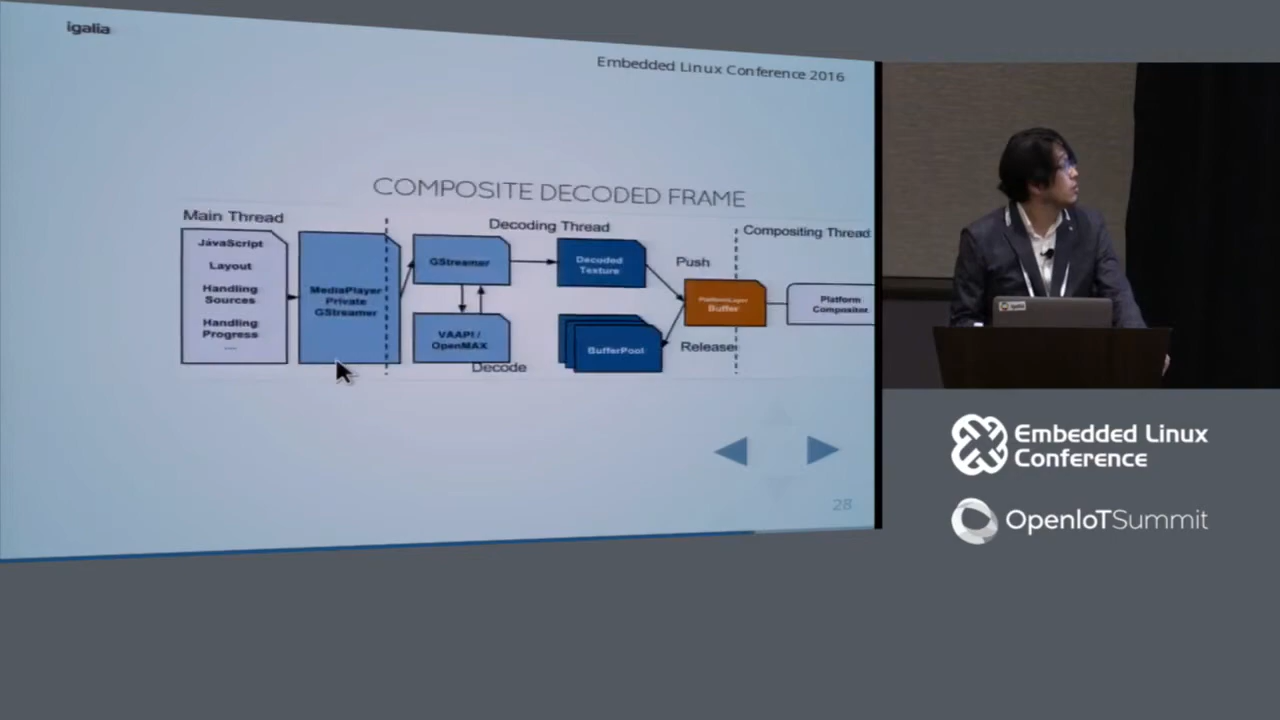 igalia
Embedded Linux Conference 2016
COMPOSITE DECODED FRAME
Main Thread
Decoding Thread
Compositing Thread
JavaScript
Layout
Handling
Sources
Handling
Progress
...
MediaPlayer
Private
GStreamer
GStreamer
VAAPI /
OpenMAX
Decode
Decoded
Texture
BufferPool
Push
PlatformLayer
Buffer
Release
Platform
Compositor
28
Embedded Linux
Conference
OpenIoTSummit